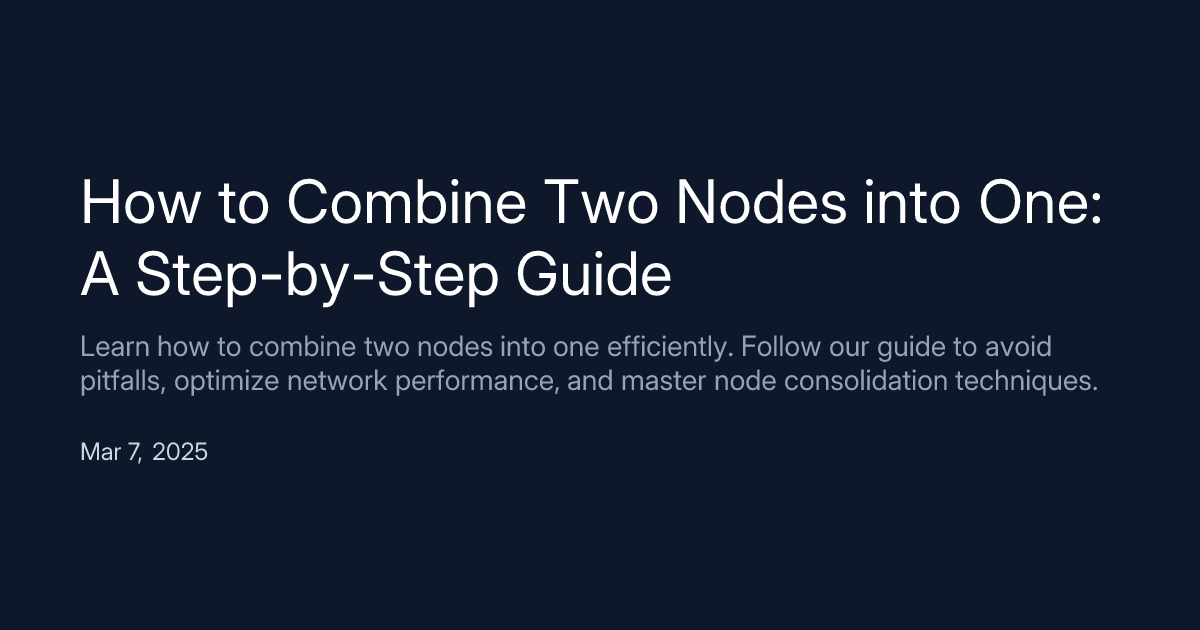 How to Combine Two Nodes into One:
A Step-by-Step Guide
Learn how to combine two nodes into one efficiently. Follow our guide to avoid
pitfalls, optimize network performance, and master node consolidation techniques.
Mar 7, 2025